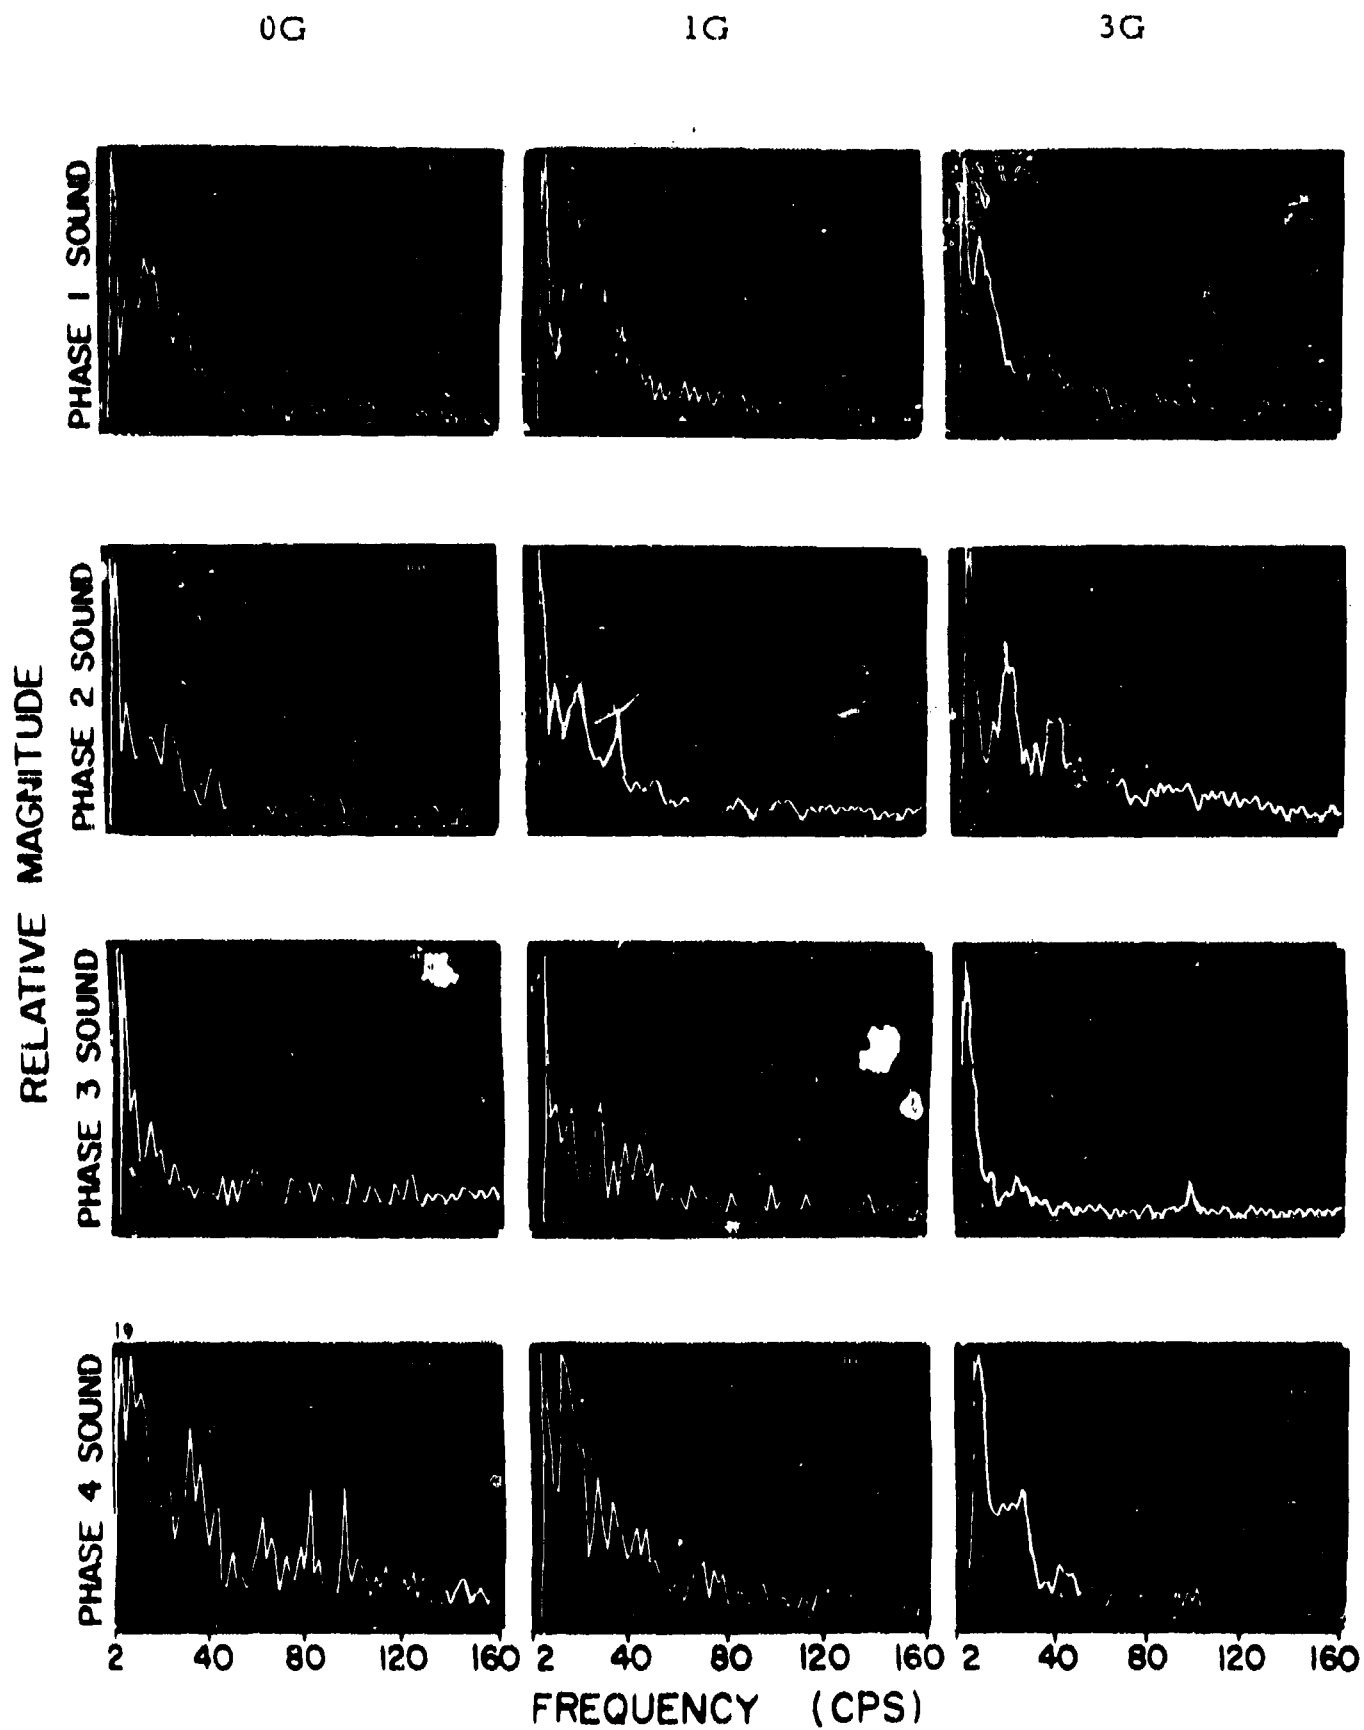 0G 1G 3G
RELATIVE MAGNITUDE
PHASE 1 SOUND
PHASE 2 SOUND
PHASE 3 SOUND
19
PHASE 4 SOUND
2 40 80 120 160 2 40 80 120 160 2 40 80 120 160
FREQUENCY (CPS)